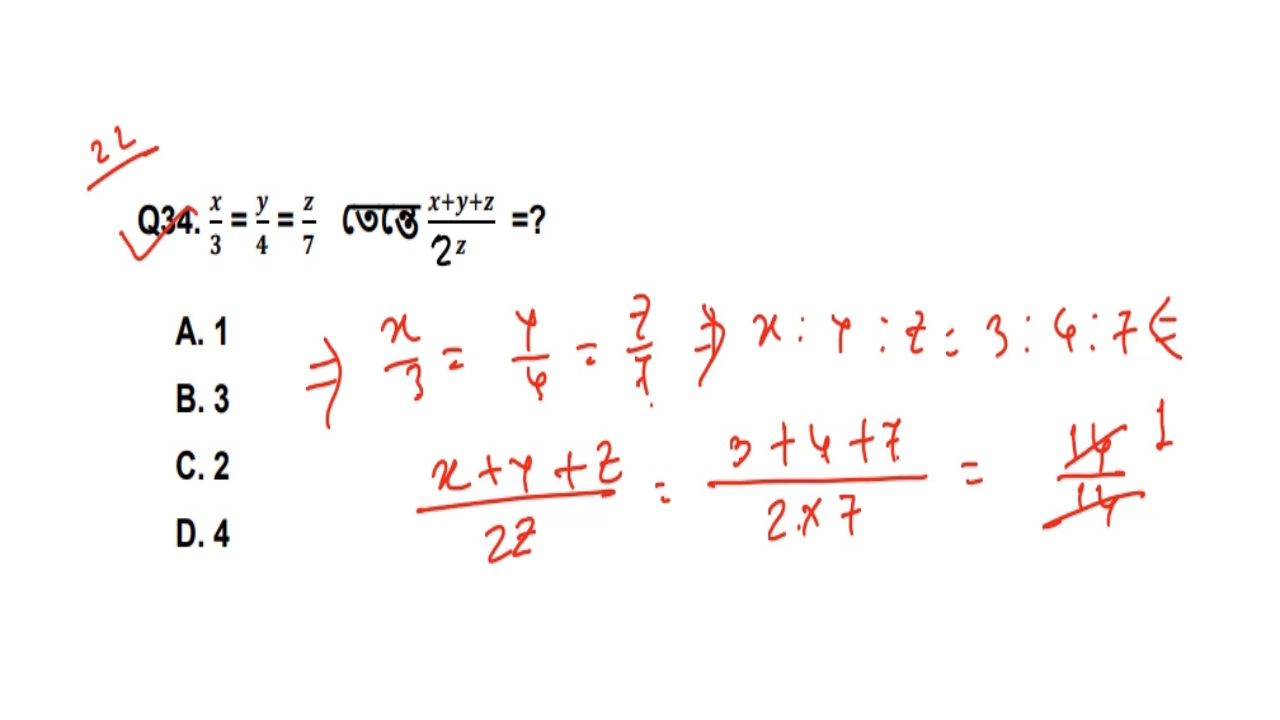 22
Q34. x/3 = y/4 = z/7 তেন্তে x+y+z/2z =?
A. 1
⇒ x/3 = y/4 = z/7 ⇒ x : y : z = 3 : 4 : 7 ∈
B. 3
x+y+z/2z = 3+4+7/2×7 = 14/14 1
C. 2
D. 4